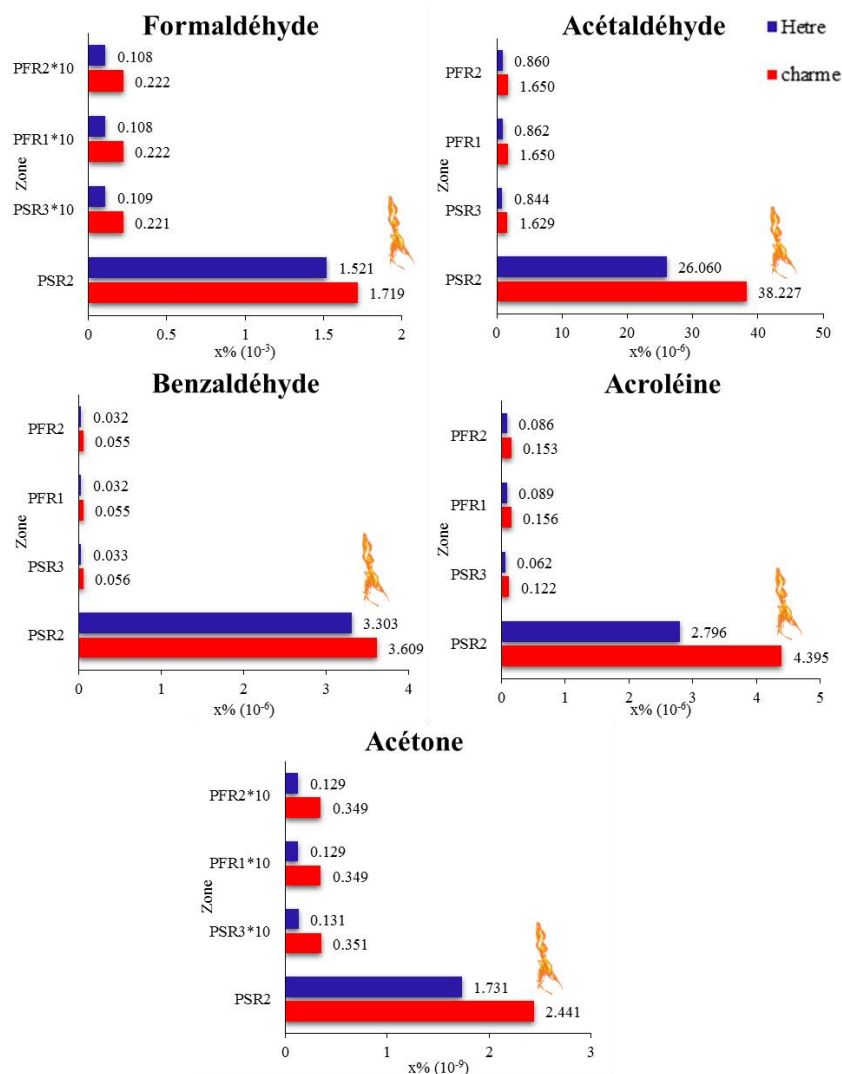 Formaldéhyde
Hetre
charme
Zone
PFR2*10
0.108
0.222
PFR1*10
0.108
0.222
PSR3*10
0.109
0.221
PSR2
1.521
1.719
0 0.5 1 1.5 2
x% (10⁻³)
Acétaldéhyde
Zone
PFR2
0.860
1.650
PFR1
0.862
1.650
PSR3
0.844
1.629
PSR2
26.060
38.227
0 10 20 30 40 50
x% (10⁻⁶)
Benzaldéhyde
Zone
PFR2
0.032
0.055
PFR1
0.032
0.055
PSR3
0.033
0.056
PSR2
3.303
3.609
0 1 2 3 4
x% (10⁻⁶)
Acroléine
Zone
PFR2
0.086
0.153
PFR1
0.089
0.156
PSR3
0.062
0.122
PSR2
2.796
4.395
0 1 2 3 4 5
x% (10⁻⁶)
Acétone
Zone
PFR2*10
0.129
0.349
PFR1*10
0.129
0.349
PSR3*10
0.131
0.351
PSR2
1.731
2.441
0 1 2 3
x% (10⁻⁹)